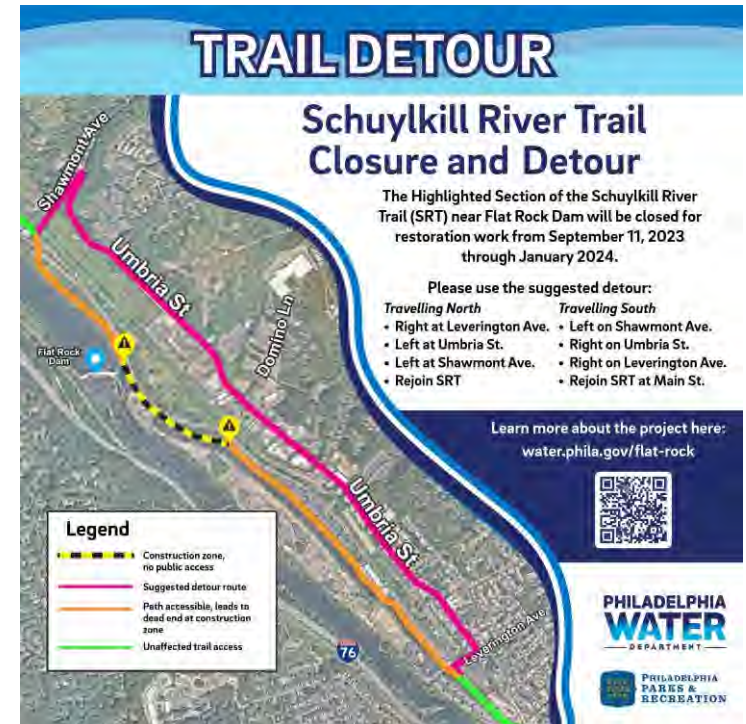 TRAIL DETOUR
Schuylkill River Trail
Closure and Detour
The Highlighted Section of the Schuylkill River
Trail (SRT) near Flat Rock Dam will be closed for
restoration work from September 11, 2023
through January 2024.
Please use the suggested detour:
Travelling North
• Right at Leverington Ave.
• Left at Umbria St.
• Left at Shawmont Ave.
• Rejoin SRT
Travelling South
• Left on Shawmont Ave.
• Right on Umbria St.
• Right on Leverington Ave.
• Rejoin SRT at Main St.
Learn more about the project here:
water.phila.gov/flat-rock
Shawmont Ave.
Umbria St
Domino Ln
Flat Rock
Dam
Umbria St
Leverington Ave.
76
Legend
Construction zone,
no public access
Suggested detour route
Path accessible, leads to
dead end at construction
zone
Unaffected trail access
PHILADELPHIA
WATER
DEPARTMENT
PHILADELPHIA
PARKS &
RECREATION